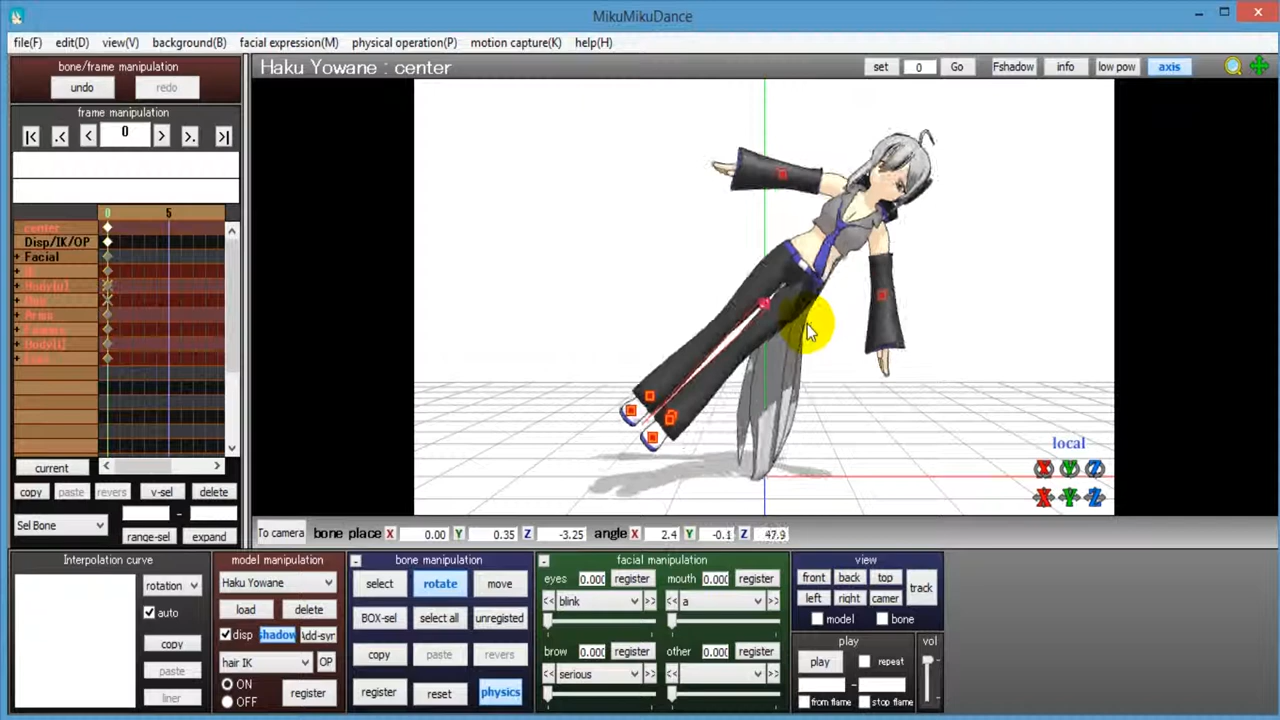 MikuMikuDance
file(F) edit(D) view(V) background(B) facial expression(M) physical operation(P) motion capture(K) help(H)
bone/frame manipulation
undo redo
frame manipulation
|< .< < 0 > >. >|
Haku Yowane : center
set 0 Go Fshadow info low pow axis
0 5
center
Disp/IK/OP
+ Facial
+ Arms
current
copy paste revers v-sel delete
Sel Bone -
range-sel expand
local
X Y Z
X Y Z
To camera bone place X 0.00 Y 0.35 Z -3.25 angle X 2.4 Y -0.1 Z 47.9
Interpolation curve
rotation
auto
copy
paste
liner
model manipulation
Haku Yowane
load delete
disp shadow Add-syn
hair IK OP
ON
OFF
register
bone manipulation
select rotate move
BOX-sel select all unregisted
copy paste revers
register reset physics
facial manipulation
eyes 0.000 register mouth 0.000 register
<< blink >> << a >>
brow 0.000 register other 0.000 register
<< serious >> << >>
view
front back top
left right camer
track
model bone
play
play repeat
-
from flame stop flame
vol